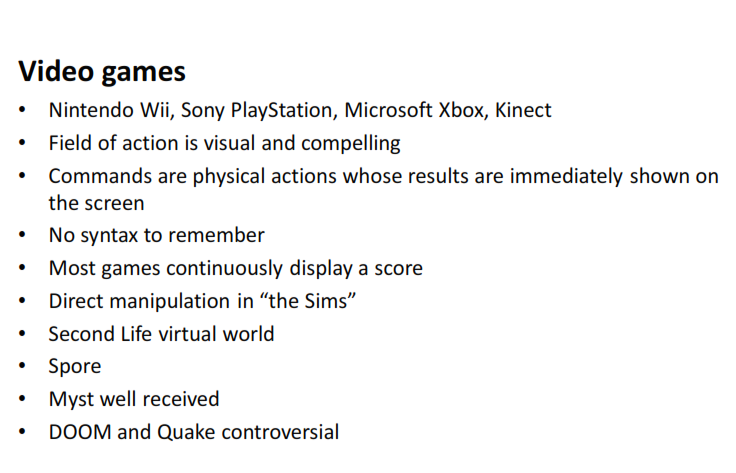 Video games
• Nintendo Wii, Sony PlayStation, Microsoft Xbox, Kinect
• Field of action is visual and compelling
• Commands are physical actions whose results are immediately shown on
the screen
• No syntax to remember
• Most games continuously display a score
• Direct manipulation in “the Sims”
• Second Life virtual world
• Spore
• Myst well received
• DOOM and Quake controversial